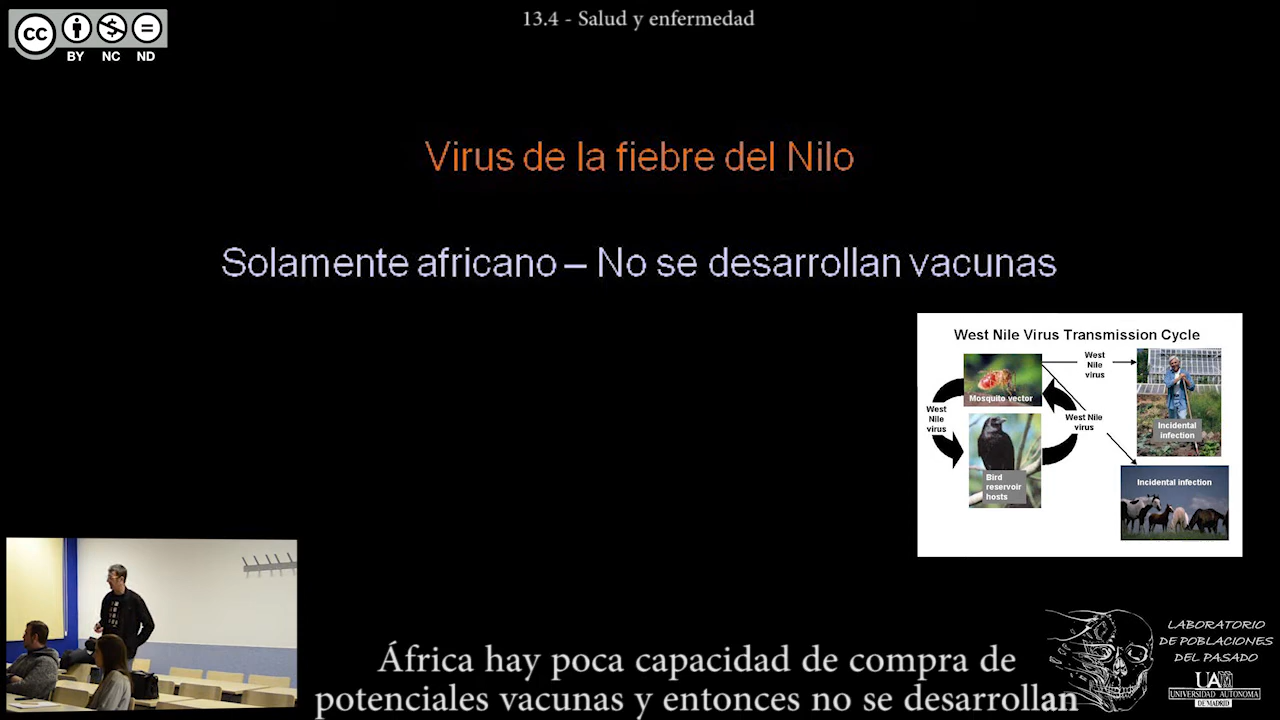 13.4 - Salud y enfermedad
cc
BY NC ND
Virus de la fiebre del Nilo
Solamente africano – No se desarrollan vacunas
West Nile Virus Transmission Cycle
West
Nile
virus
Mosquito vector
West
Nile
virus
West Nile
virus
Incidental
infection
Bird
reservoir
hosts
Incidental infection
África hay poca capacidad de compra de
potenciales vacunas y entonces no se desarrollan
LABORATORIO
DE POBLACIONES
DEL PASADO
UA
UNIVERSIDAD AUTONOMA
DE MADRID